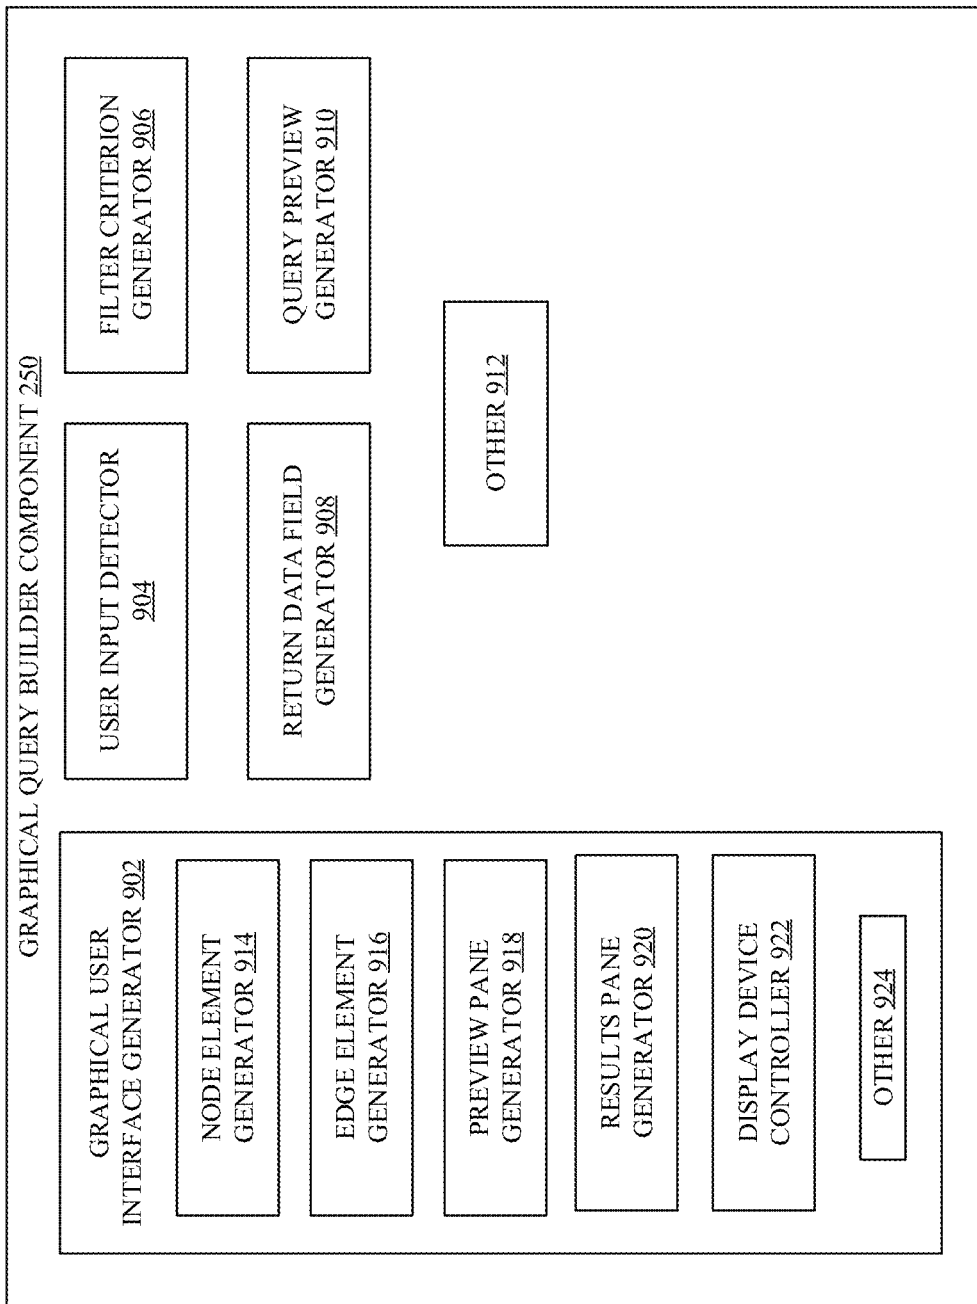 GRAPHICAL QUERY BUILDER COMPONENT 250
GRAPHICAL USER
INTERFACE GENERATOR 902
NODE ELEMENT
GENERATOR 914
EDGE ELEMENT
GENERATOR 916
PREVIEW PANE
GENERATOR 918
RESULTS PANE
GENERATOR 920
DISPLAY DEVICE
CONTROLLER 922
OTHER 924
USER INPUT DETECTOR
904
FILTER CRITERION
GENERATOR 906
RETURN DATA FIELD
GENERATOR 908
QUERY PREVIEW
GENERATOR 910
OTHER 912